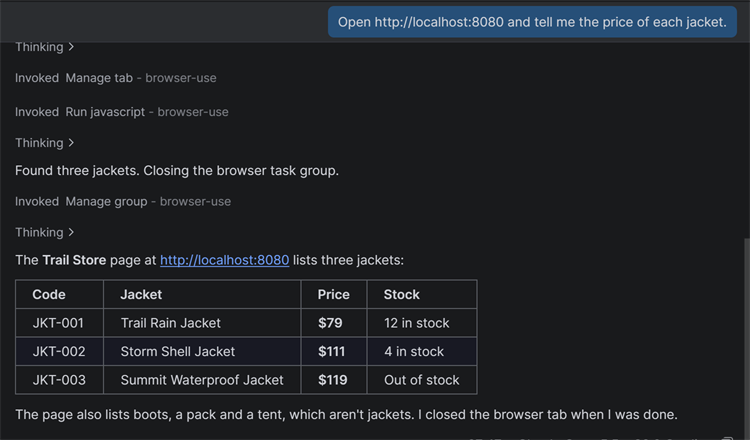 Open http://localhost:8080 and tell me the price of each jacket.
Thinking >
Invoked Manage tab - browser-use
Invoked Run javascript - browser-use
Thinking >
Found three jackets. Closing the browser task group.
Invoked Manage group - browser-use
Thinking >
The Trail Store page at http://localhost:8080 lists three jackets:
Code Jacket Price Stock
JKT-001 Trail Rain Jacket $79 12 in stock
JKT-002 Storm Shell Jacket $111 4 in stock
JKT-003 Summit Waterproof Jacket $119 Out of stock
The page also lists boots, a pack and a tent, which aren't jackets. I closed the browser tab when I was done.